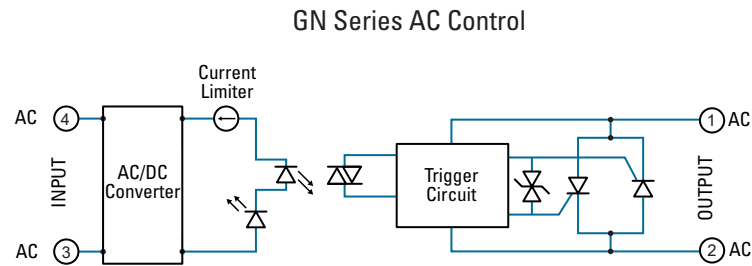 GN Series AC Control
Current
Limiter
AC 4
1 AC
INPUT
AC/DC
Converter
Trigger
Circuit
OUTPUT
AC 3
2 AC